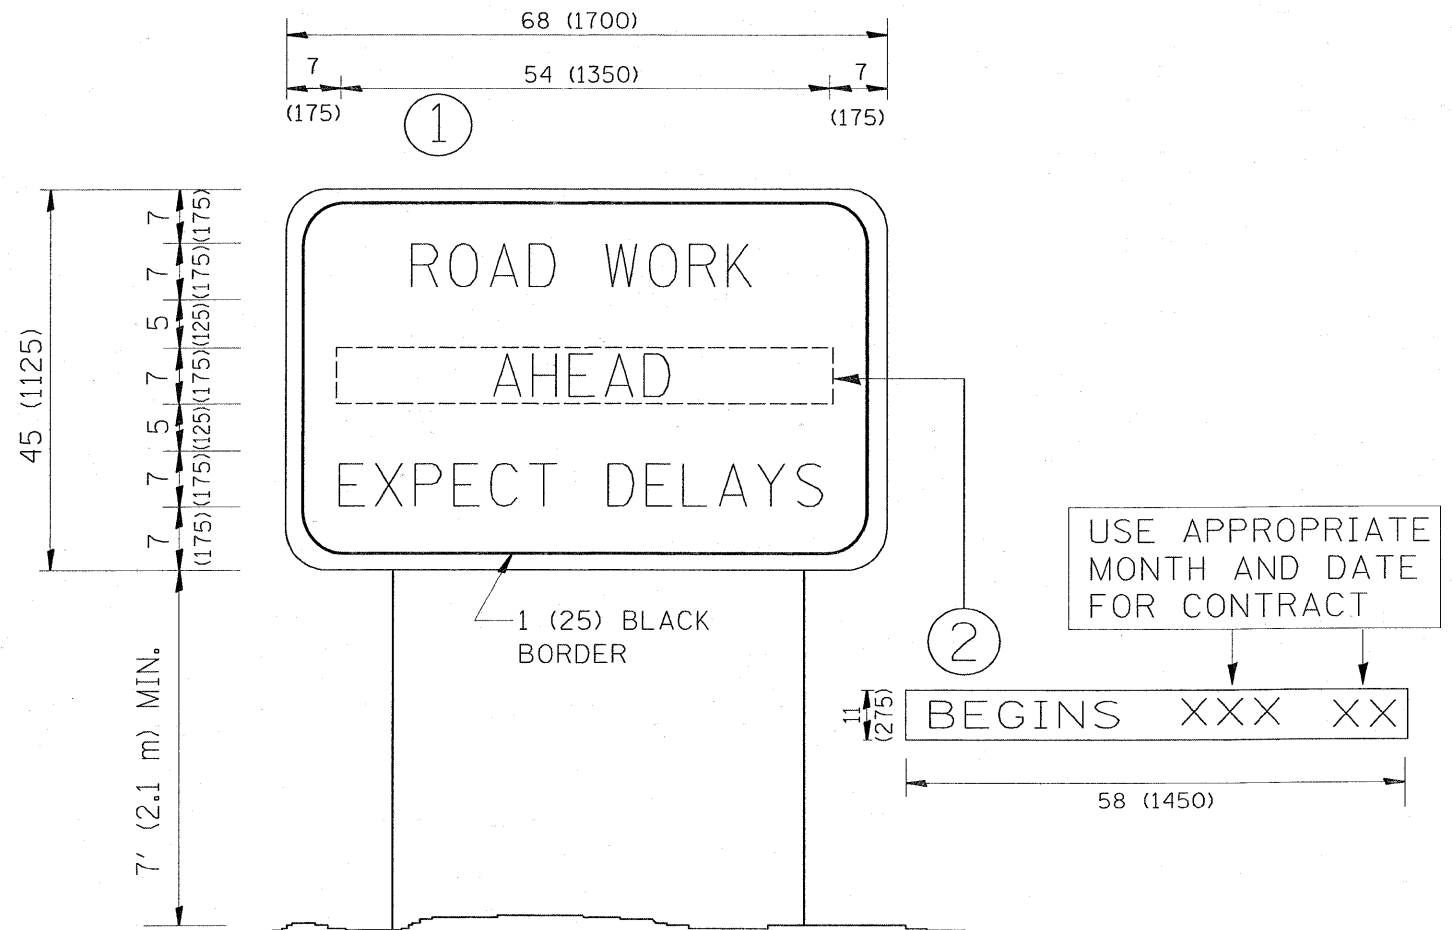 68 (1700)
7
54 (1350)
7
(175)
(175)
1
45 (1125)
7 (175)
7 (175)
5 (125)
7 (175)
5 (125)
7 (175)
7 (175)
ROAD WORK
AHEAD
EXPECT DELAYS
1 (25) BLACK
BORDER
7' (2.1 m) MIN.
USE APPROPRIATE
MONTH AND DATE
FOR CONTRACT
2
11
(275)
BEGINS XXX XX
58 (1450)